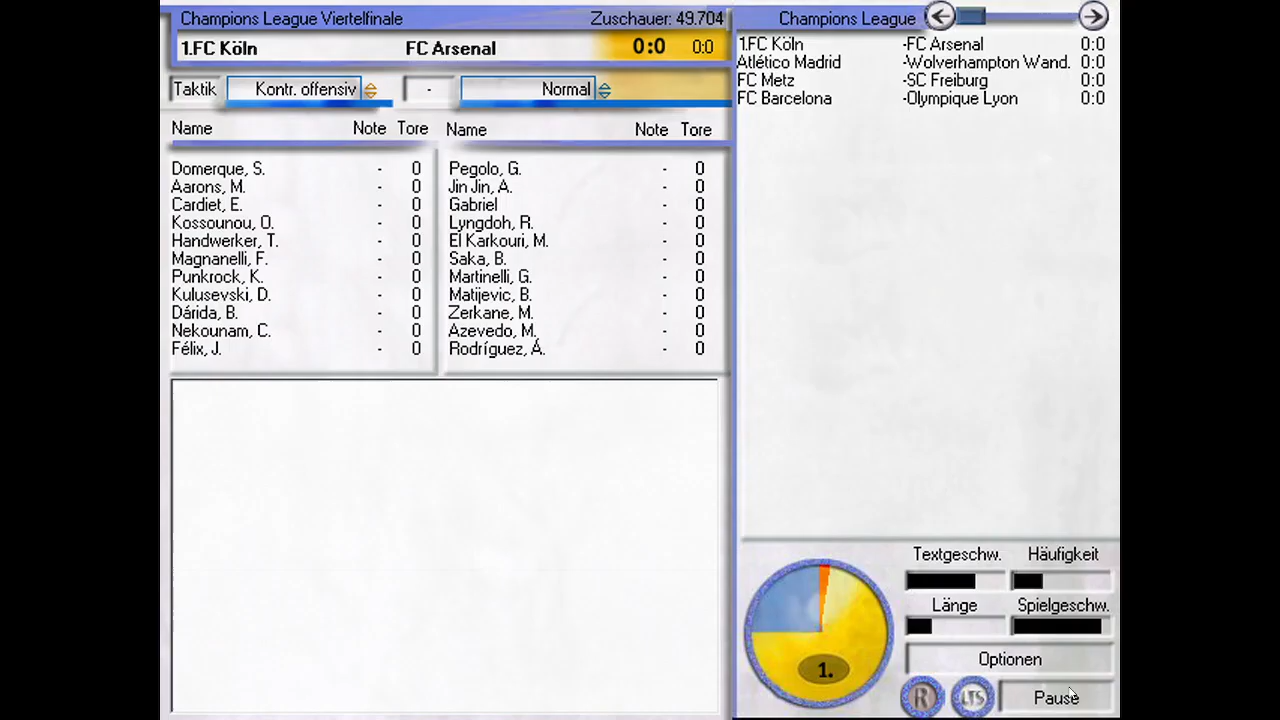 Champions League Viertelfinale Zuschauer: 49.704
1.FC Köln FC Arsenal 0:0 0:0
Taktik Kontr. offensiv - Normal
Name Note Tore Name Note Tore
Domerque, S. - 0 Pegolo, G. - 0
Aarons, M. - 0 Jin Jin, A. - 0
Cardiet, E. - 0 Gabriel - 0
Kossounou, O. - 0 Lyngdoh, R. - 0
Handwerker, T. - 0 El Karkouri, M. - 0
Magnanelli, F. - 0 Saka, B. - 0
Punkrock, K. - 0 Martinelli, G. - 0
Kulusevski, D. - 0 Matijevic, B. - 0
Dárida, B. - 0 Zerkane, M. - 0
Nekounam, C. - 0 Azevedo, M. - 0
Félix, J. - 0 Rodríguez, Á. - 0
Champions League
1.FC Köln -FC Arsenal 0:0
Atlético Madrid -Wolverhampton Wand. 0:0
FC Metz -SC Freiburg 0:0
FC Barcelona -Olympique Lyon 0:0
Textgeschw. Häufigkeit
Länge Spielgeschw.
1.
Optionen
R LTS Pause